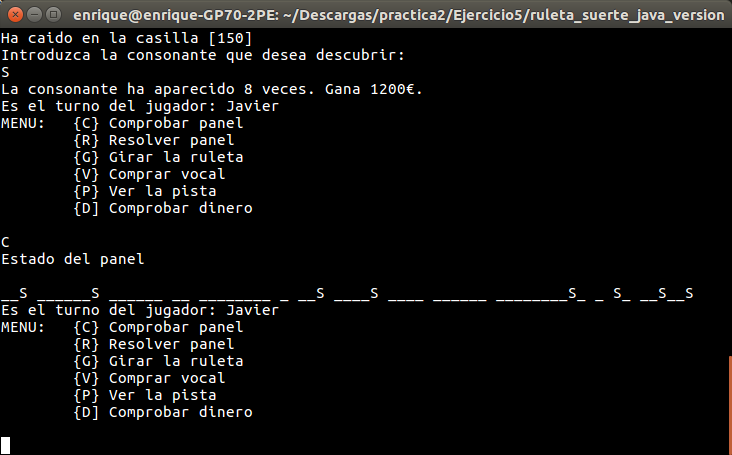 enrique@enrique-GP70-2PE: ~/Descargas/practica2/Ejercicio5/ruleta_suerte_java_version
Ha caido en la casilla [150]
Introduzca la consonante que desea descubrir:
S
La consonante ha aparecido 8 veces. Gana 1200€.
Es el turno del jugador: Javier
MENU:   {C} Comprobar panel
        {R} Resolver panel
        {G} Girar la ruleta
        {V} Comprar vocal
        {P} Ver la pista
        {D] Comprobar dinero
C
Estado del panel
__S ______S ______ __ ________ _ __S ____S ____ ______ ________S_ _ S_ __S__S
Es el turno del jugador: Javier
MENU:   {C} Comprobar panel
        {R} Resolver panel
        {G} Girar la ruleta
        {V} Comprar vocal
        {P} Ver la pista
        {D] Comprobar dinero